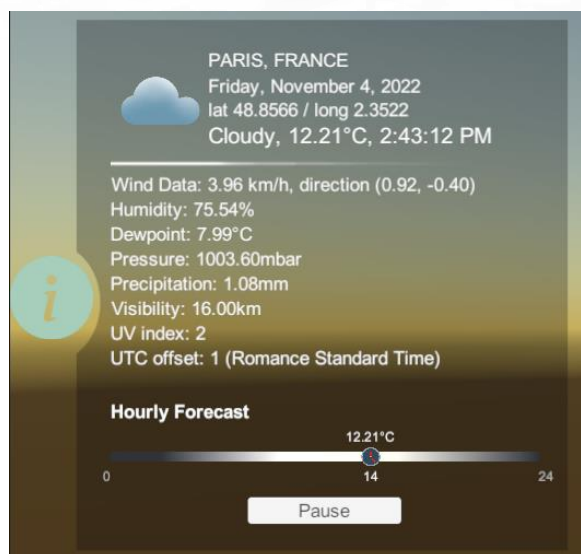 PARIS, FRANCE
Friday, November 4, 2022
lat 48.8566 / long 2.3522
Cloudy, 12.21°C, 2:43:12 PM
Wind Data: 3.96 km/h, direction (0.92, -0.40)
Humidity: 75.54%
Dewpoint: 7.99°C
Pressure: 1003.60mbar
Precipitation: 1.08mm
i
Visibility: 16.00km
UV index: 2
UTC offset: 1 (Romance Standard Time)
Hourly Forecast
12.21°C
0 14 24
Pause